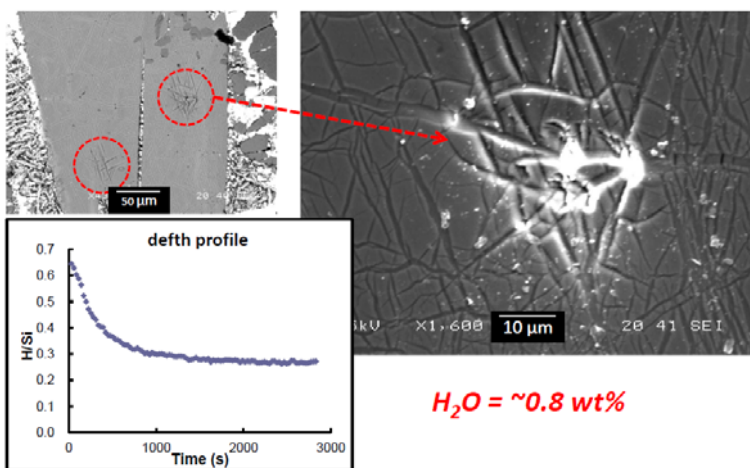 50 µm
20 40
kV X1,600 10 µm 20 41 SEI
defth profile
0.7
0.6
0.5
0.4
0.3
0.2
0.1
0.0
H/Si
0 1000 2000 3000
Time (s)
H₂O = ~0.8 wt%